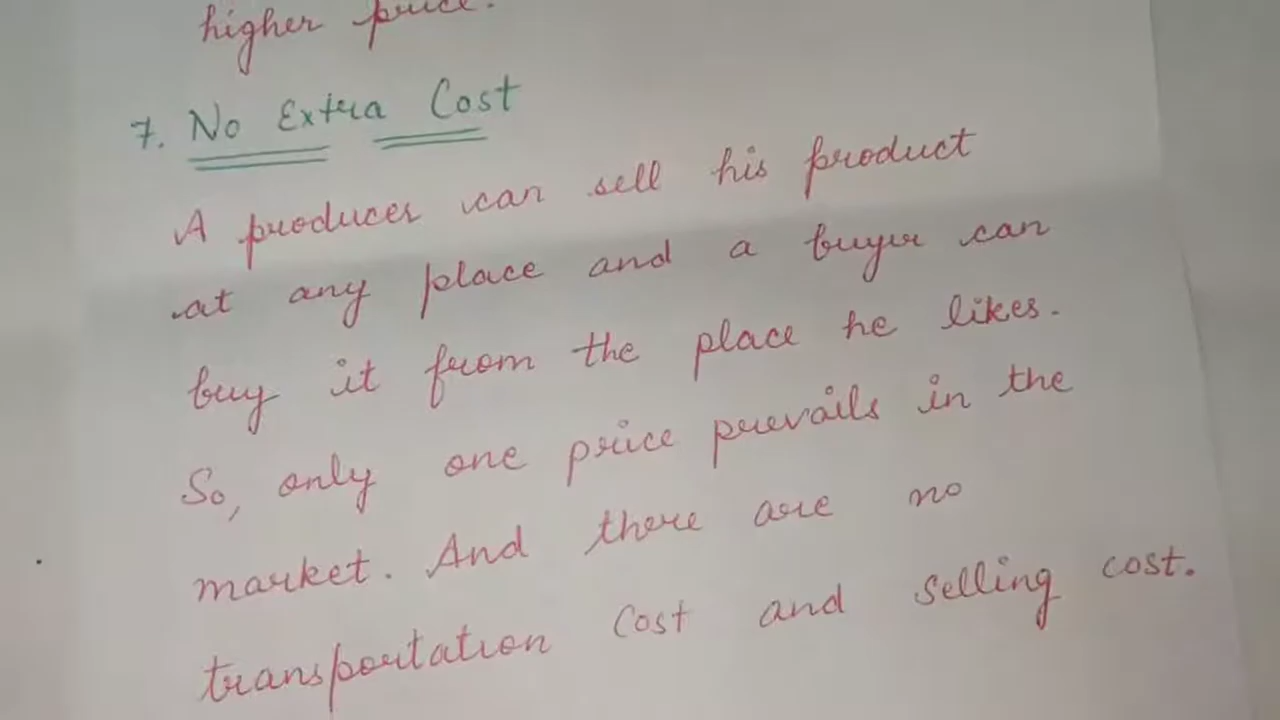 higher price.
7. No Extra Cost
A producer can sell his product
at any place and a buyer can
buy it from the place he likes.
So, only one price prevails in the
market. And there are no
transportation cost and selling cost.